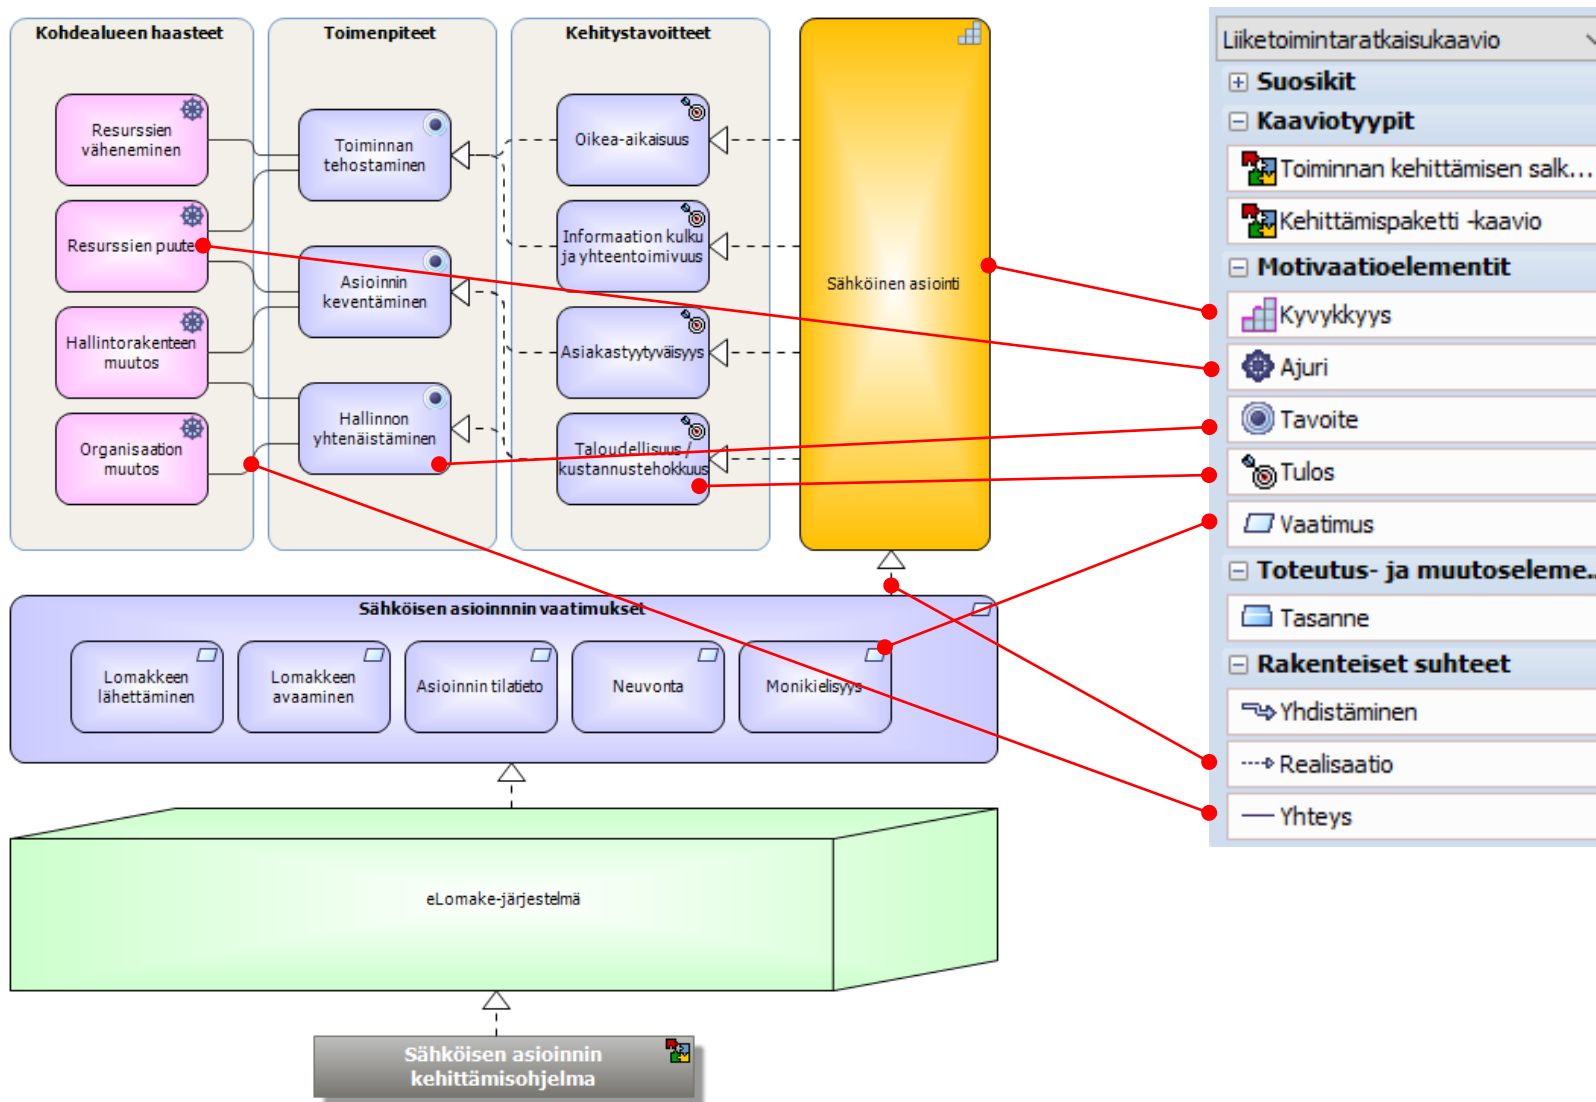 Kohdealueen haasteet
Resurssien
väheneminen
Resurssien puute
Hallintorakenteen
muutos
Organisaation
muutos
Toimenpiteet
Toiminnan
tehostaminen
Asioinnin
keventäminen
Hallinnon
yhtenäistäminen
Kehitystavoitteet
Oikea-aikaisuus
Informaation kulku
ja yhteentoimivuus
Asiakastyytyväisyys
Taloudellisuus /
kustannustehokkuus
Sähköinen asiointi
Sähköisen asioinnnin vaatimukset
Lomakkeen
lähettäminen
Lomakkeen
avaaminen
Asioinnin tilatieto
Neuvonta
Monikielisyys
eLomake-järjestelmä
Sähköisen asioinnin
kehittämisohjelma
Liiketoimintaratkaisukaavio
Suosikit
Kaaviotyypit
Toiminnan kehittämisen salk...
Kehittämispaketti -kaavio
Motivaatioelementit
Kyvykkyys
Ajuri
Tavoite
Tulos
Vaatimus
Toteutus- ja muutoseleme..
Tasanne
Rakenteiset suhteet
Yhdistäminen
Realisaatio
Yhteys